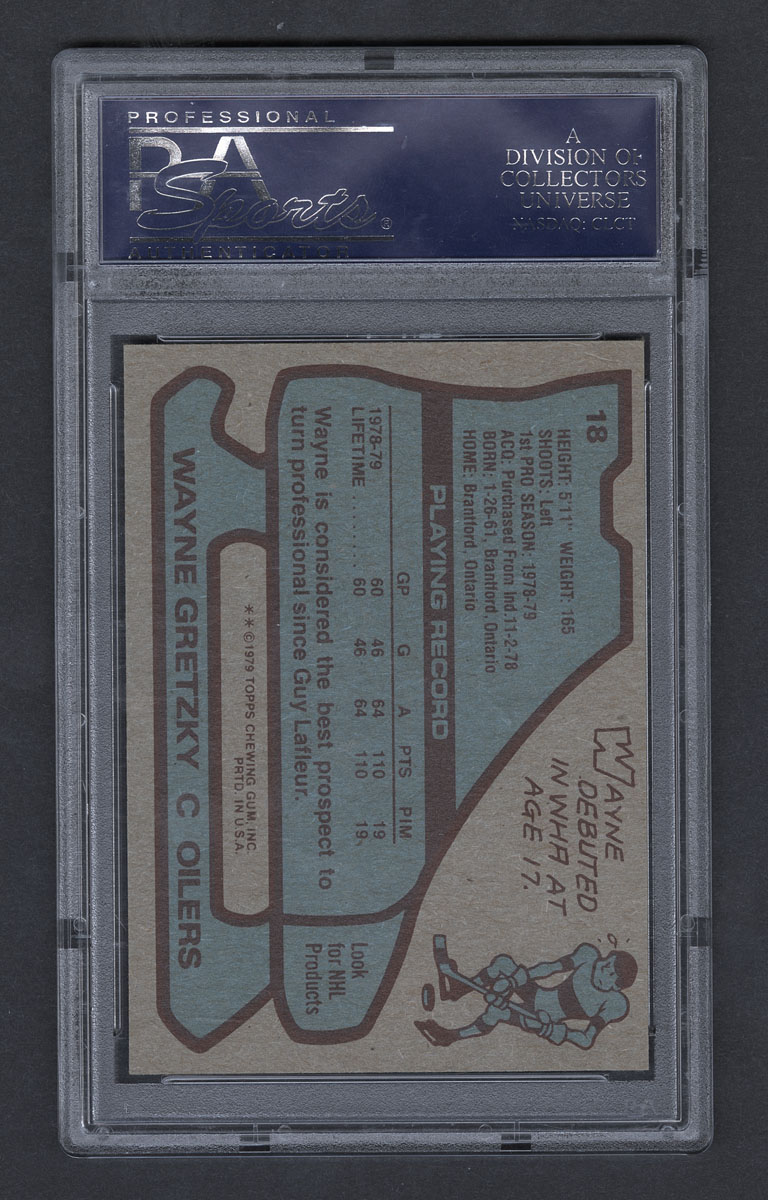 PROFESSIONAL
PSA
Sports®
AUTHENTICATOR
A
DIVISION OF
COLLECTORS
UNIVERSE
NASDAQ: CLCT
18
HEIGHT: 5'11" WEIGHT: 165
SHOOTS: Left
1st PRO SEASON: 1978-79
ACQ: Purchased From Ind.11-2-78
BORN: 1-26-61, Brantford, Ontario
HOME: Brantford, Ontario
WAYNE
DEBUTED
IN WHA AT
AGE 17.
PLAYING RECORD
GP G A PTS PIM
1978-79 60 46 64 110 19
LIFETIME ........ 60 46 64 110 19
Wayne is considered the best prospect to
turn professional since Guy Lafleur.
Look
for NHL
Products
**©1979 TOPPS CHEWING GUM, INC.
PRTD. IN U.S.A.
WAYNE GRETZKY C OILERS